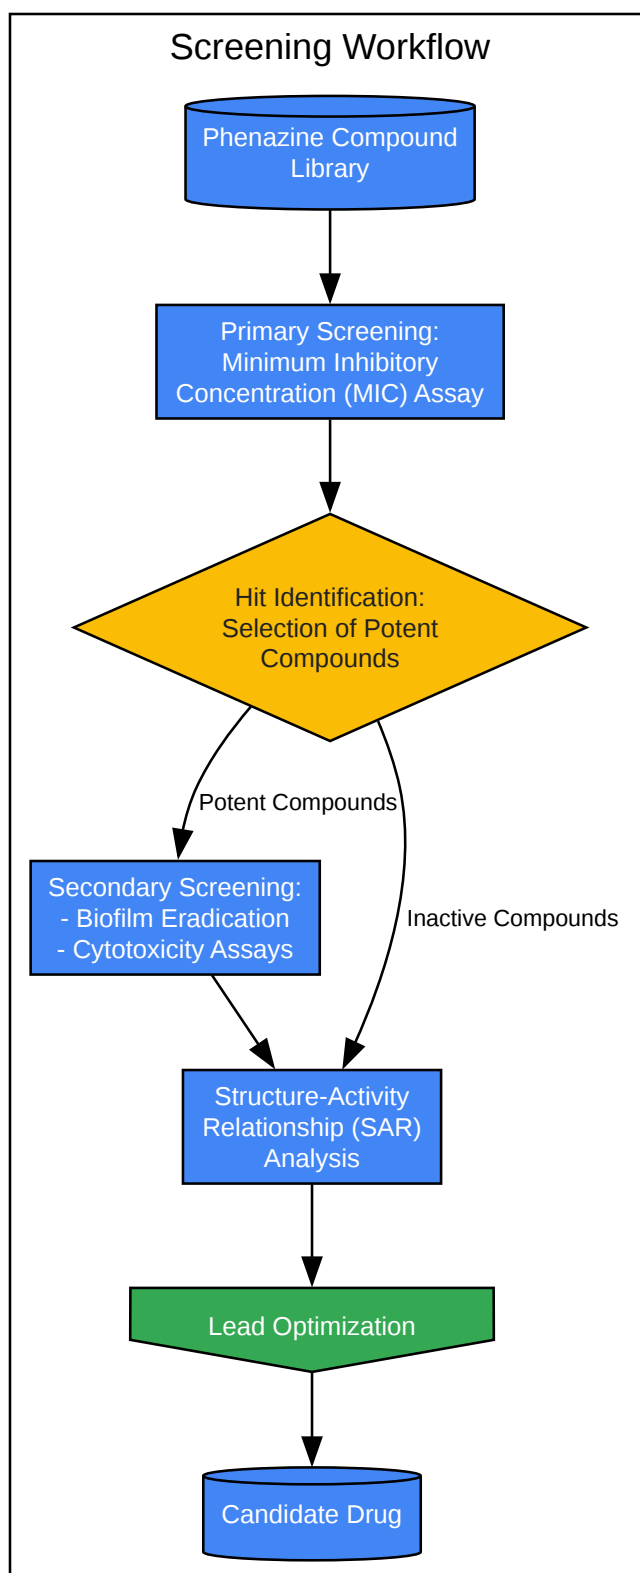 Screening Workflow
Phenazine Compound
Library
Primary Screening:
Minimum Inhibitory
Concentration (MIC) Assay
Hit Identification:
Selection of Potent
Compounds
Potent Compounds
Secondary Screening:
- Biofilm Eradication
- Cytotoxicity Assays
Inactive Compounds
Structure-Activity
Relationship (SAR)
Analysis
Lead Optimization
Candidate Drug